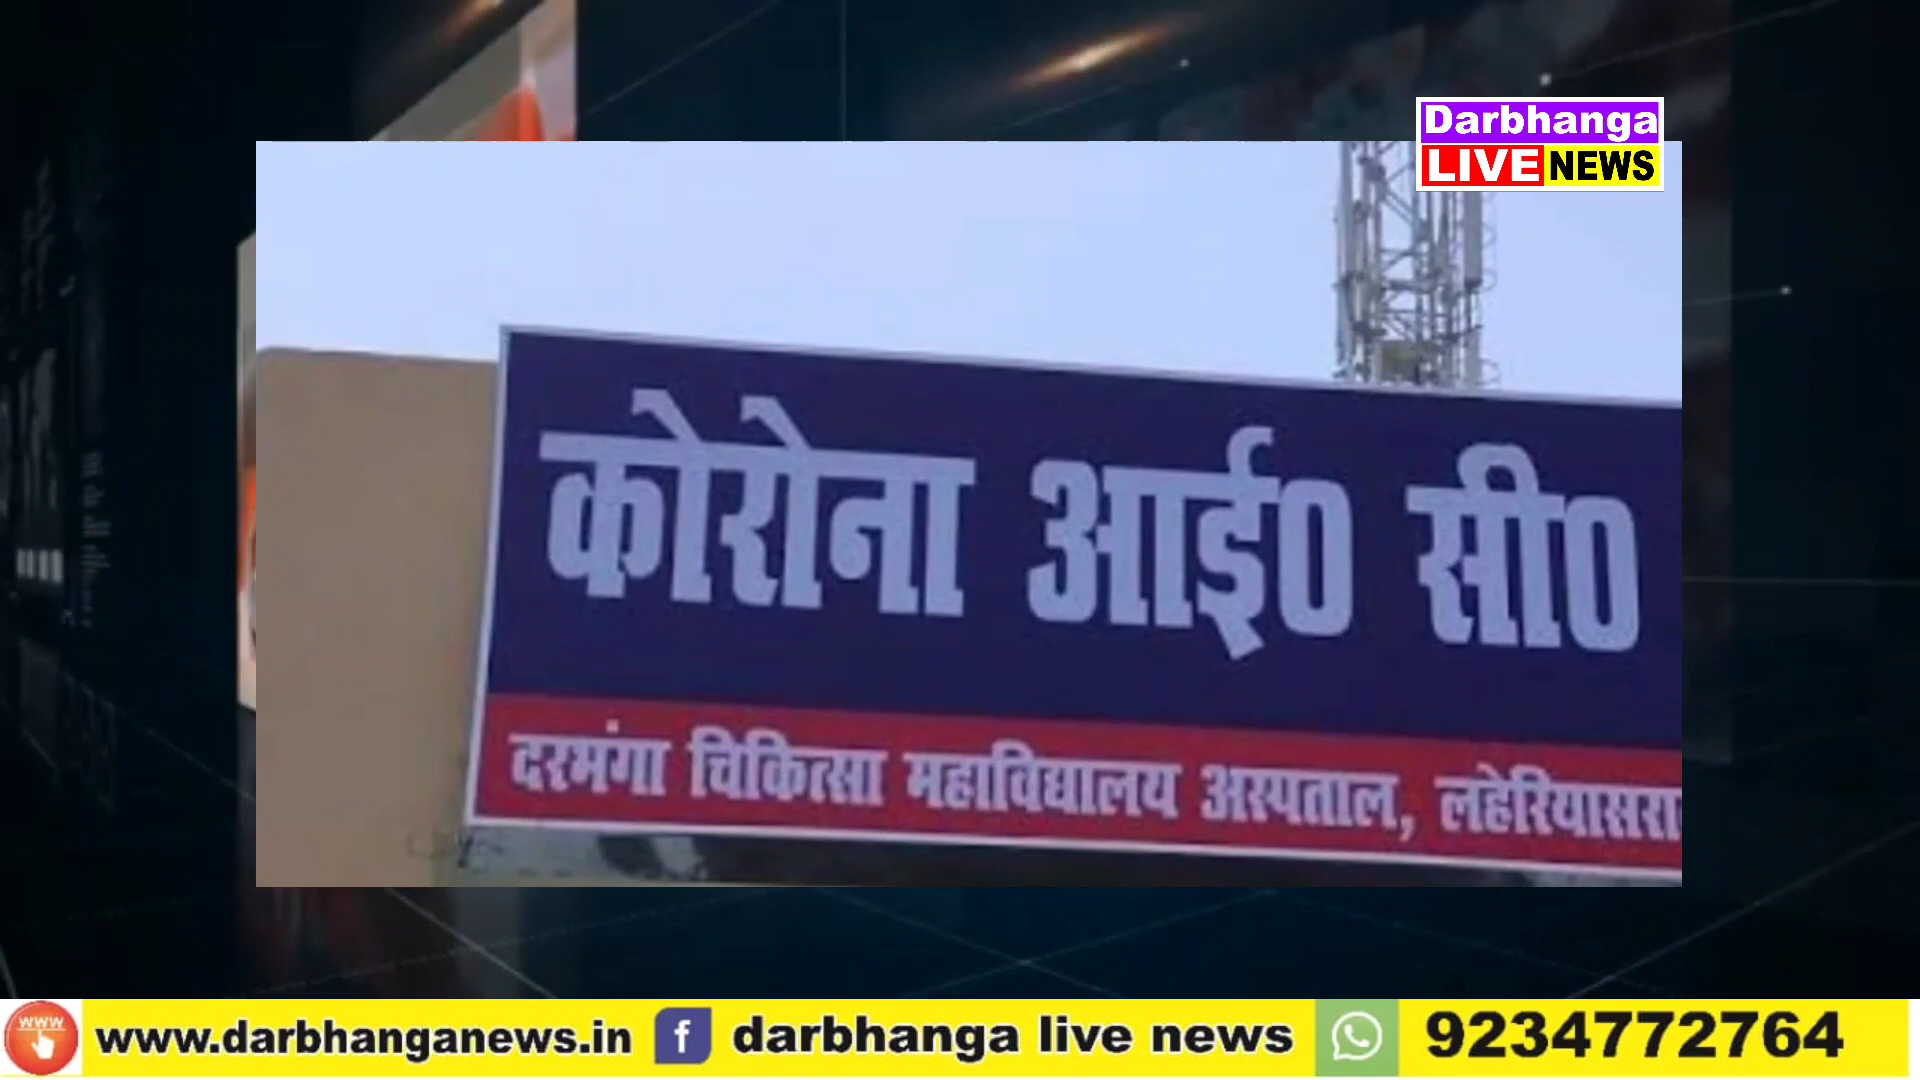 Darbhanga
LIVE NEWS
कोरोना आई० सी०
दरभंगा चिकित्सा महाविद्यालय अस्पताल, लहेरियासरा
www
www.darbhanganews.in f darbhanga live news 9234772764